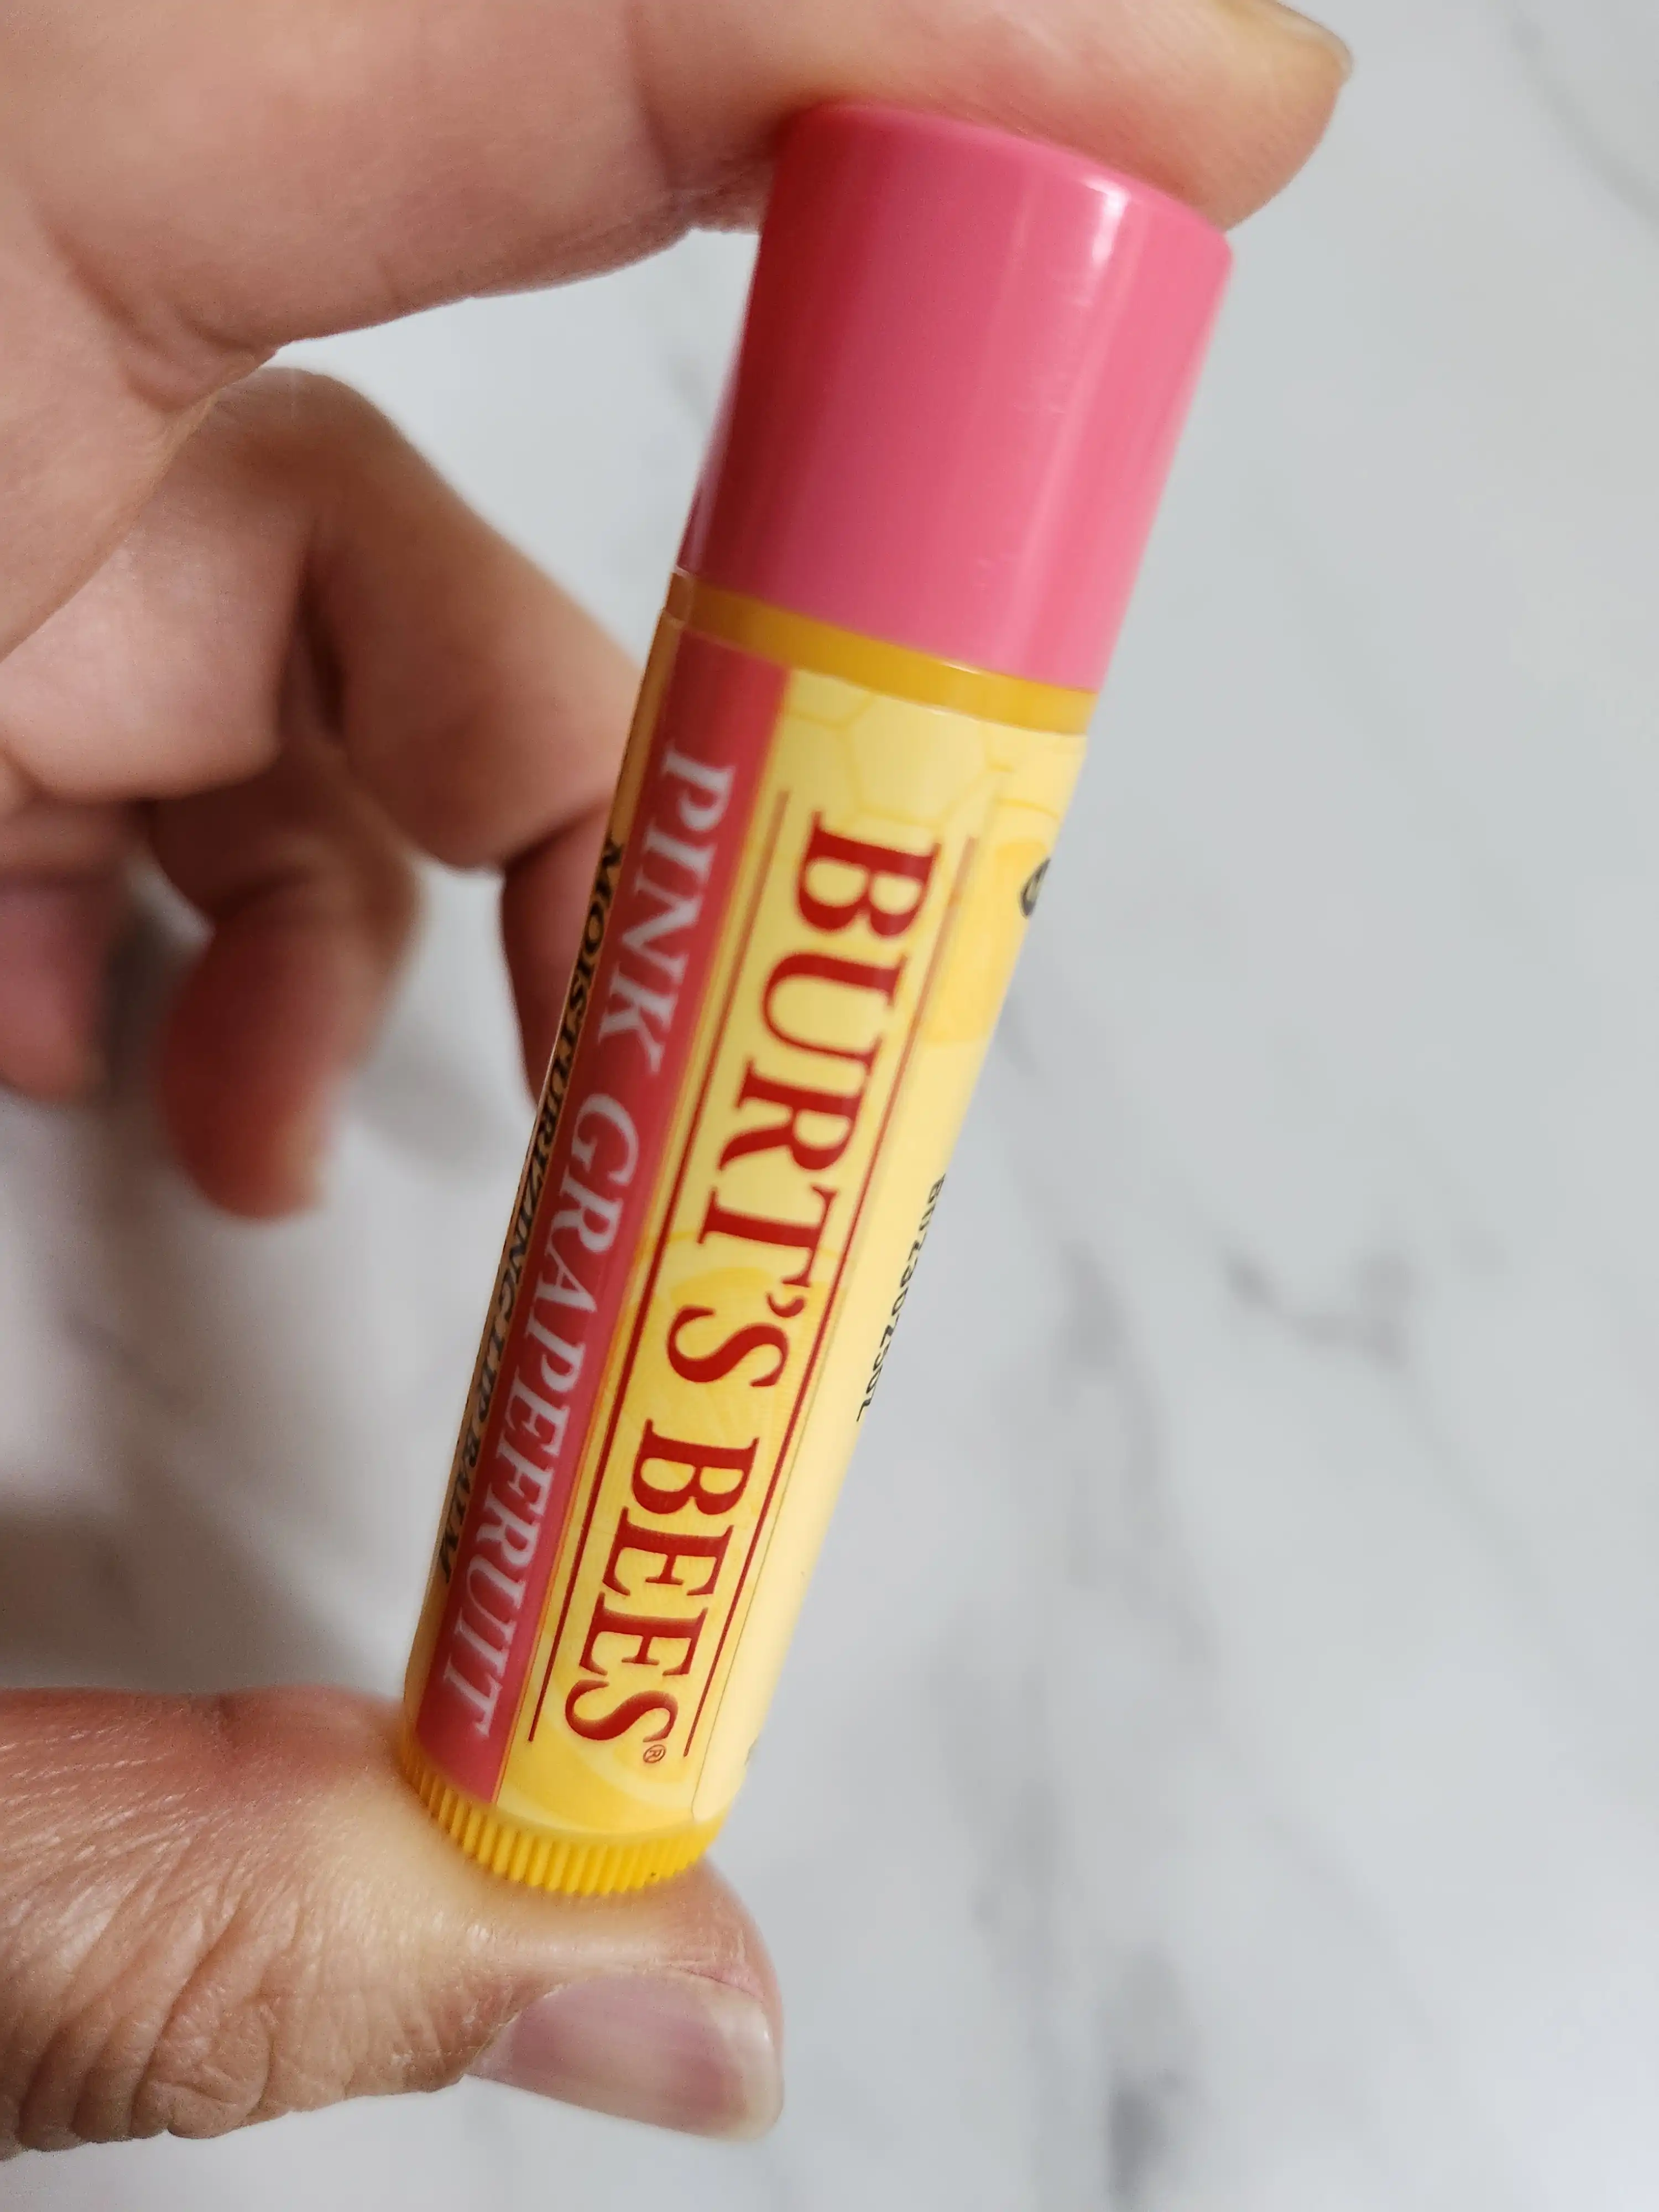 BURT'S BEES®
PINK GRAPEFRUIT
MOISTURIZING LIP BALM